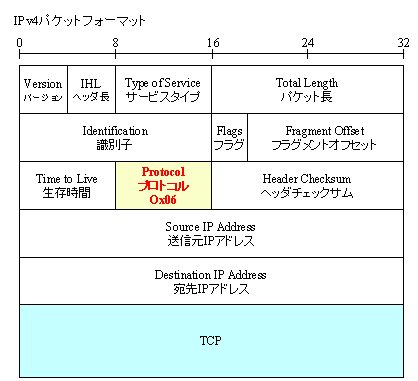 IPv4パケットフォーマット
0 8 16 24 32
Version
バージョン
IHL
ヘッダ長
Type of Service
サービスタイプ
Total Length
パケット長
Identification
識別子
Flags
フラグ
Fragment Offset
フラグメントオフセット
Time to Live
生存時間
Protocol
プロトコル
Ox06
Header Checksum
ヘッダチェックサム
Source IP Address
送信元IPアドレス
Destination IP Address
宛先IPアドレス
TCP